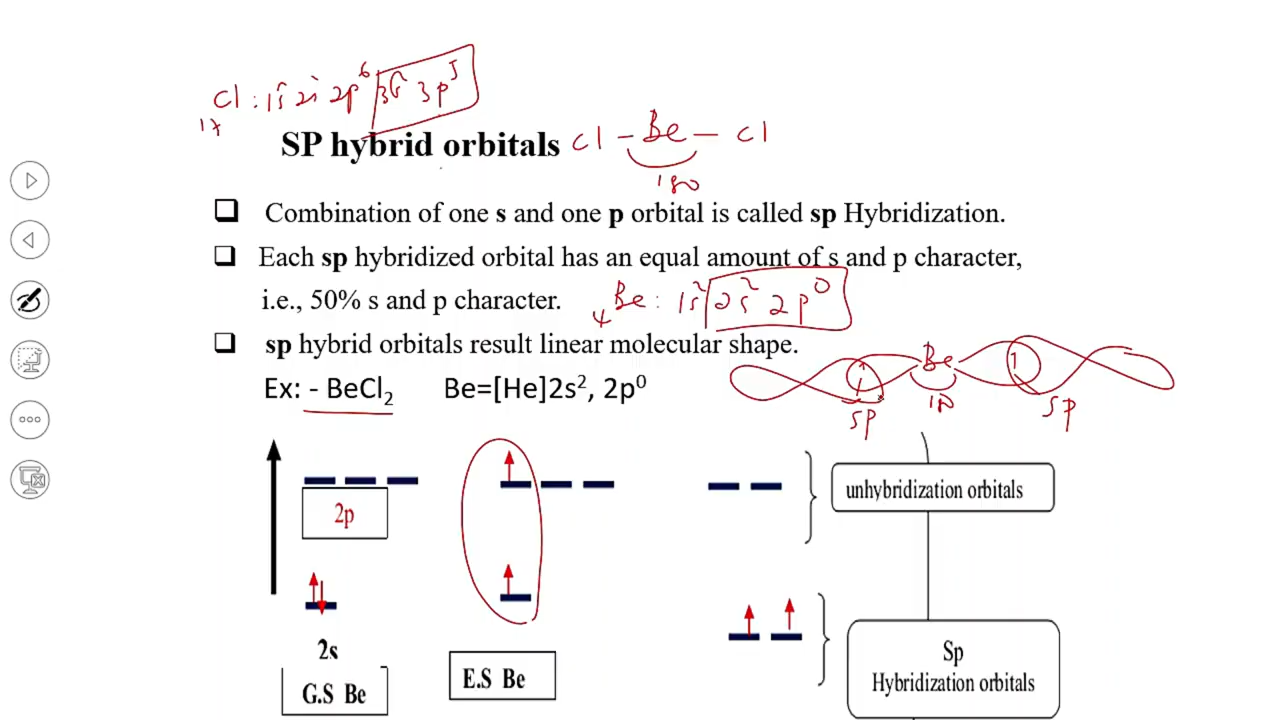 Cl : 1s² 2s² 2p⁶ 3s² 3p⁵
17
SP hybrid orbitals Cl – Be – Cl
180
❑ Combination of one s and one p orbital is called sp Hybridization.
❑ Each sp hybridized orbital has an equal amount of s and p character,
i.e., 50% s and p character. ₄Be : 1s² 2s² 2p⁰
❑ sp hybrid orbitals result linear molecular shape.
Ex: - BeCl₂ Be=[He]2s², 2p⁰
Be
sp 180 sp
2p
unhybridization orbitals
2s
G.S Be
E.S Be
Sp
Hybridization orbitals